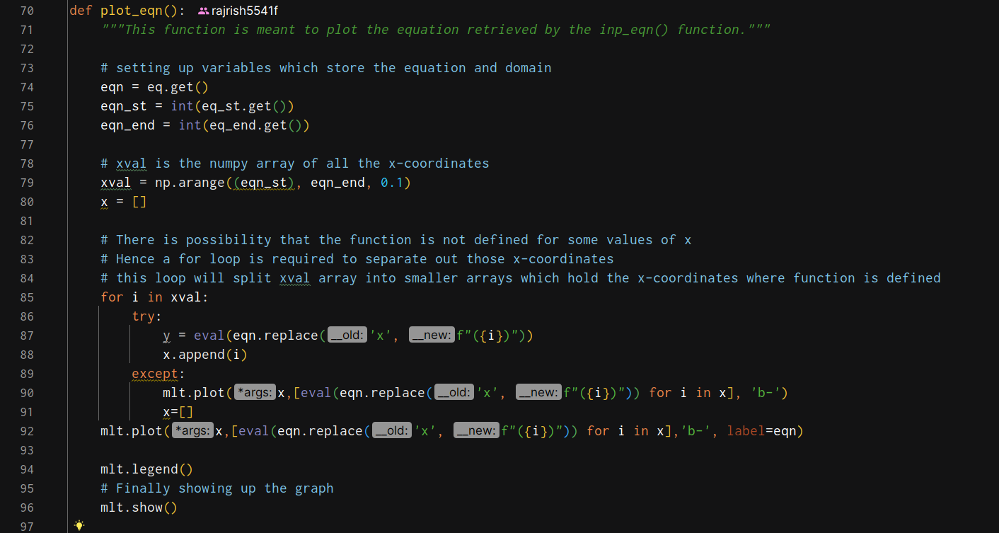 70 def plot_eqn(): rajrish5541f
71 """This function is meant to plot the equation retrieved by the inp_eqn() function."""
72
73 # setting up variables which store the equation and domain
74 eqn = eq.get()
75 eqn_st = int(eq_st.get())
76 eqn_end = int(eq_end.get())
77
78 # xval is the numpy array of all the x-coordinates
79 xval = np.arange((eqn_st), eqn_end, 0.1)
80 x = []
81
82 # There is possibility that the function is not defined for some values of x
83 # Hence a for loop is required to separate out those x-coordinates
84 # this loop will split xval array into smaller arrays which hold the x-coordinates where function is defined
85 for i in xval:
86 try:
87 y = eval(eqn.replace(__old: 'x', __new: f"({i})"))
88 x.append(i)
89 except:
90 mlt.plot(*args: x,[eval(eqn.replace(__old: 'x', __new: f"({i})")) for i in x], 'b-')
91 x=[]
92 mlt.plot(*args: x,[eval(eqn.replace(__old: 'x', __new: f"({i})")) for i in x],'b-', label=eqn)
93
94 mlt.legend()
95 # Finally showing up the graph
96 mlt.show()
97